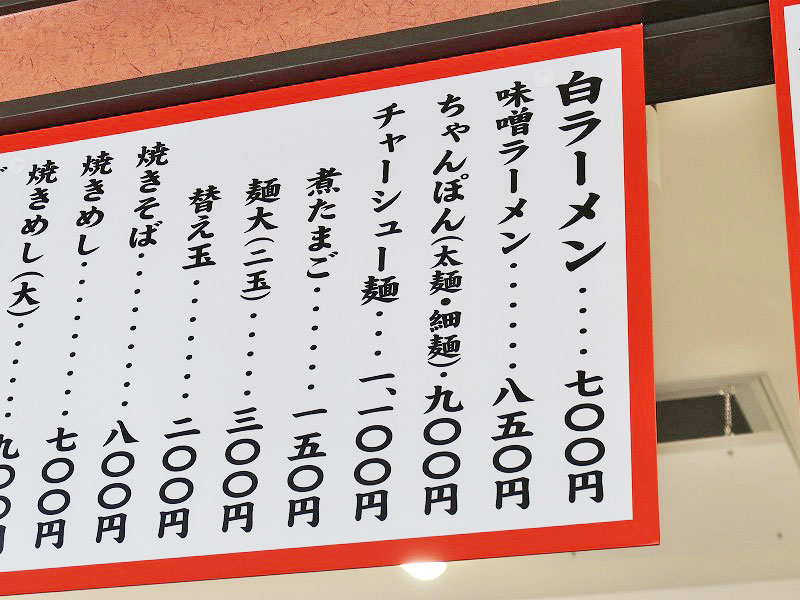 白ラーメン・・・・七〇〇円
味噌ラーメン・・・・・・八五〇円
ちゃんぽん(太麺・細麺)・九〇〇円
チャーシュー麺・・・一、一〇〇円
煮たまご・・・・・・一五〇円
麺大(二玉)・・・・・三〇〇円
替え玉・・・・・・・二〇〇円
焼きそば・・・・・・・・八〇〇円
焼きめし・・・・・・・・七〇〇円
焼きめし(大)・・・・・九〇〇円